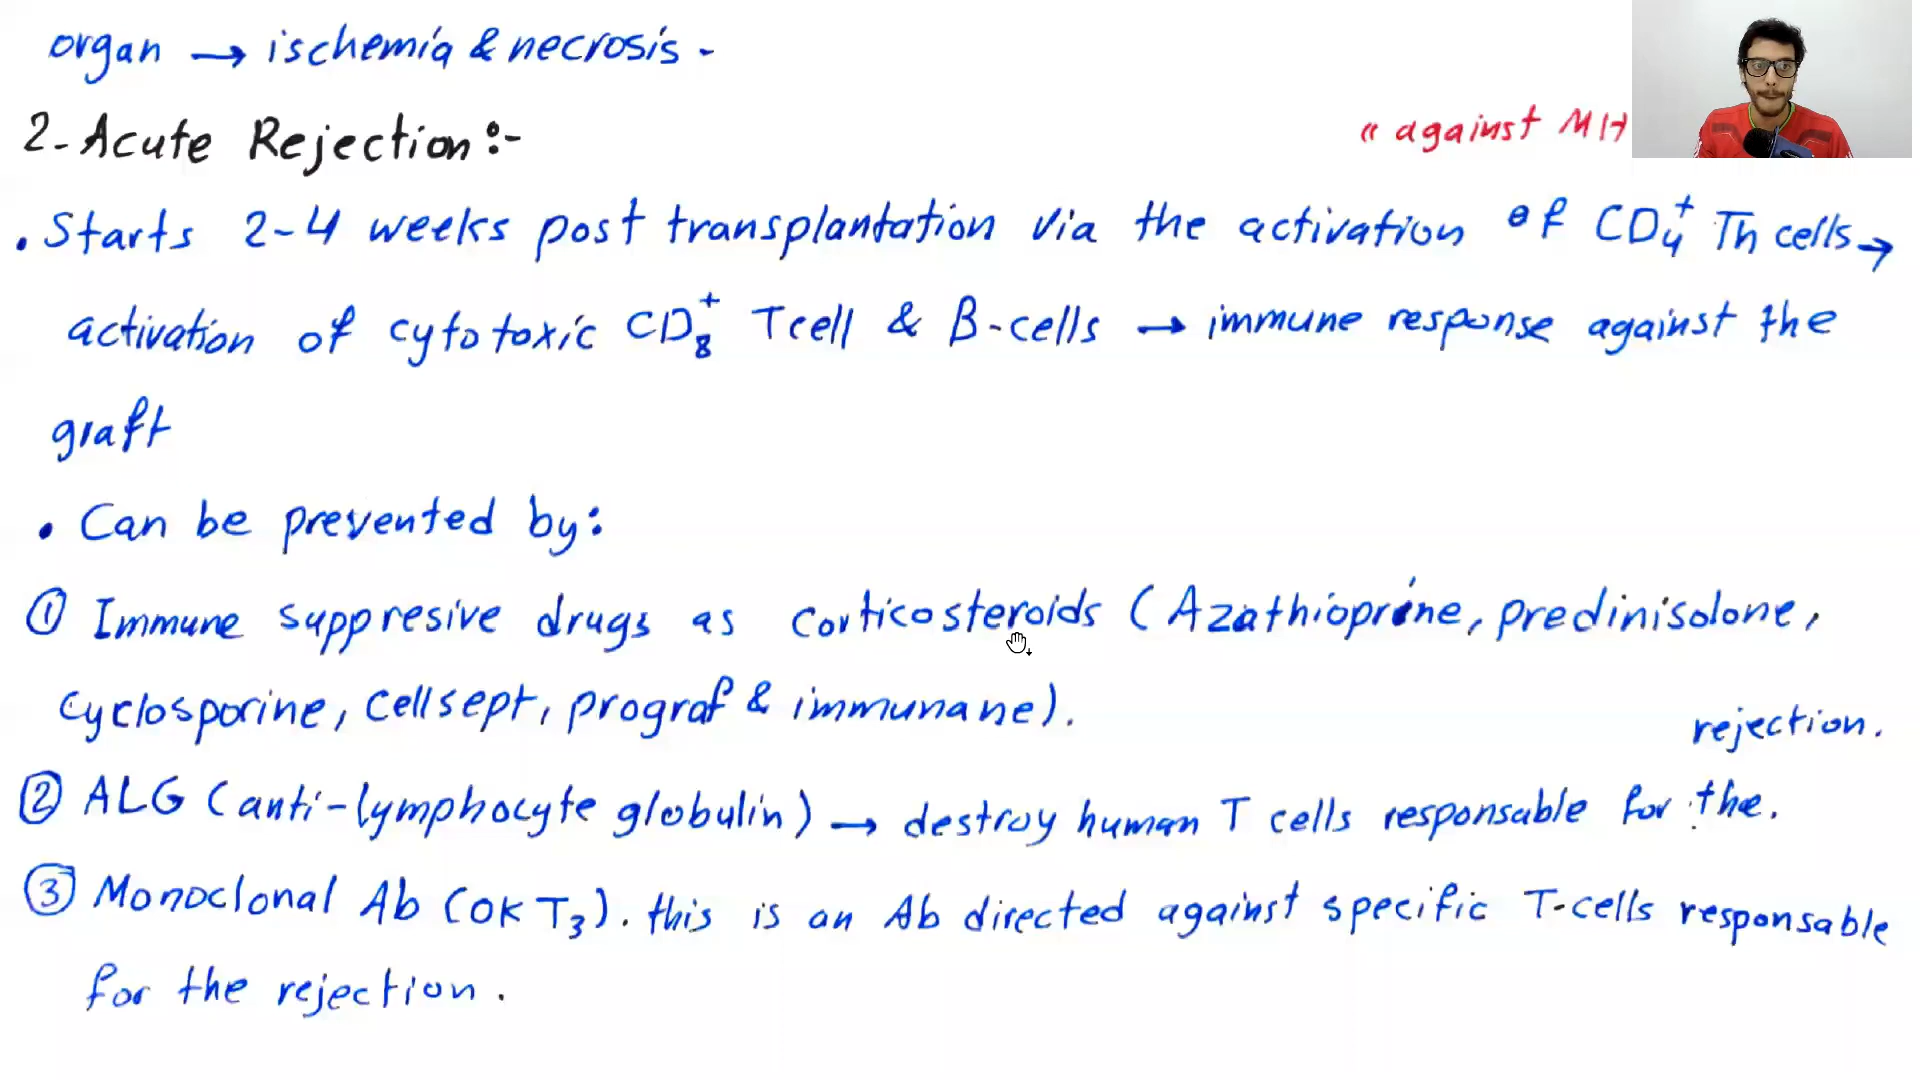 organ → ischemia & necrosis -
2- Acute Rejection :-
" against MH
• Starts 2-4 weeks post transplantation via the activation of CD4+ Th cells →
activation of cytotoxic CD8+ T cell & B-cells → immune response against the
graft
• Can be prevented by:
① Immune suppresive drugs as corticosteroids (Azathioprine, predinisolone,
cyclosporine, cellsept, prograf & immunane).
rejection.
② ALG (anti-lymphocyte globulin) → destroy human T cells responsable for the.
③ Monoclonal Ab (OKT3). this is an Ab directed against specific T-cells responsable
for the rejection.